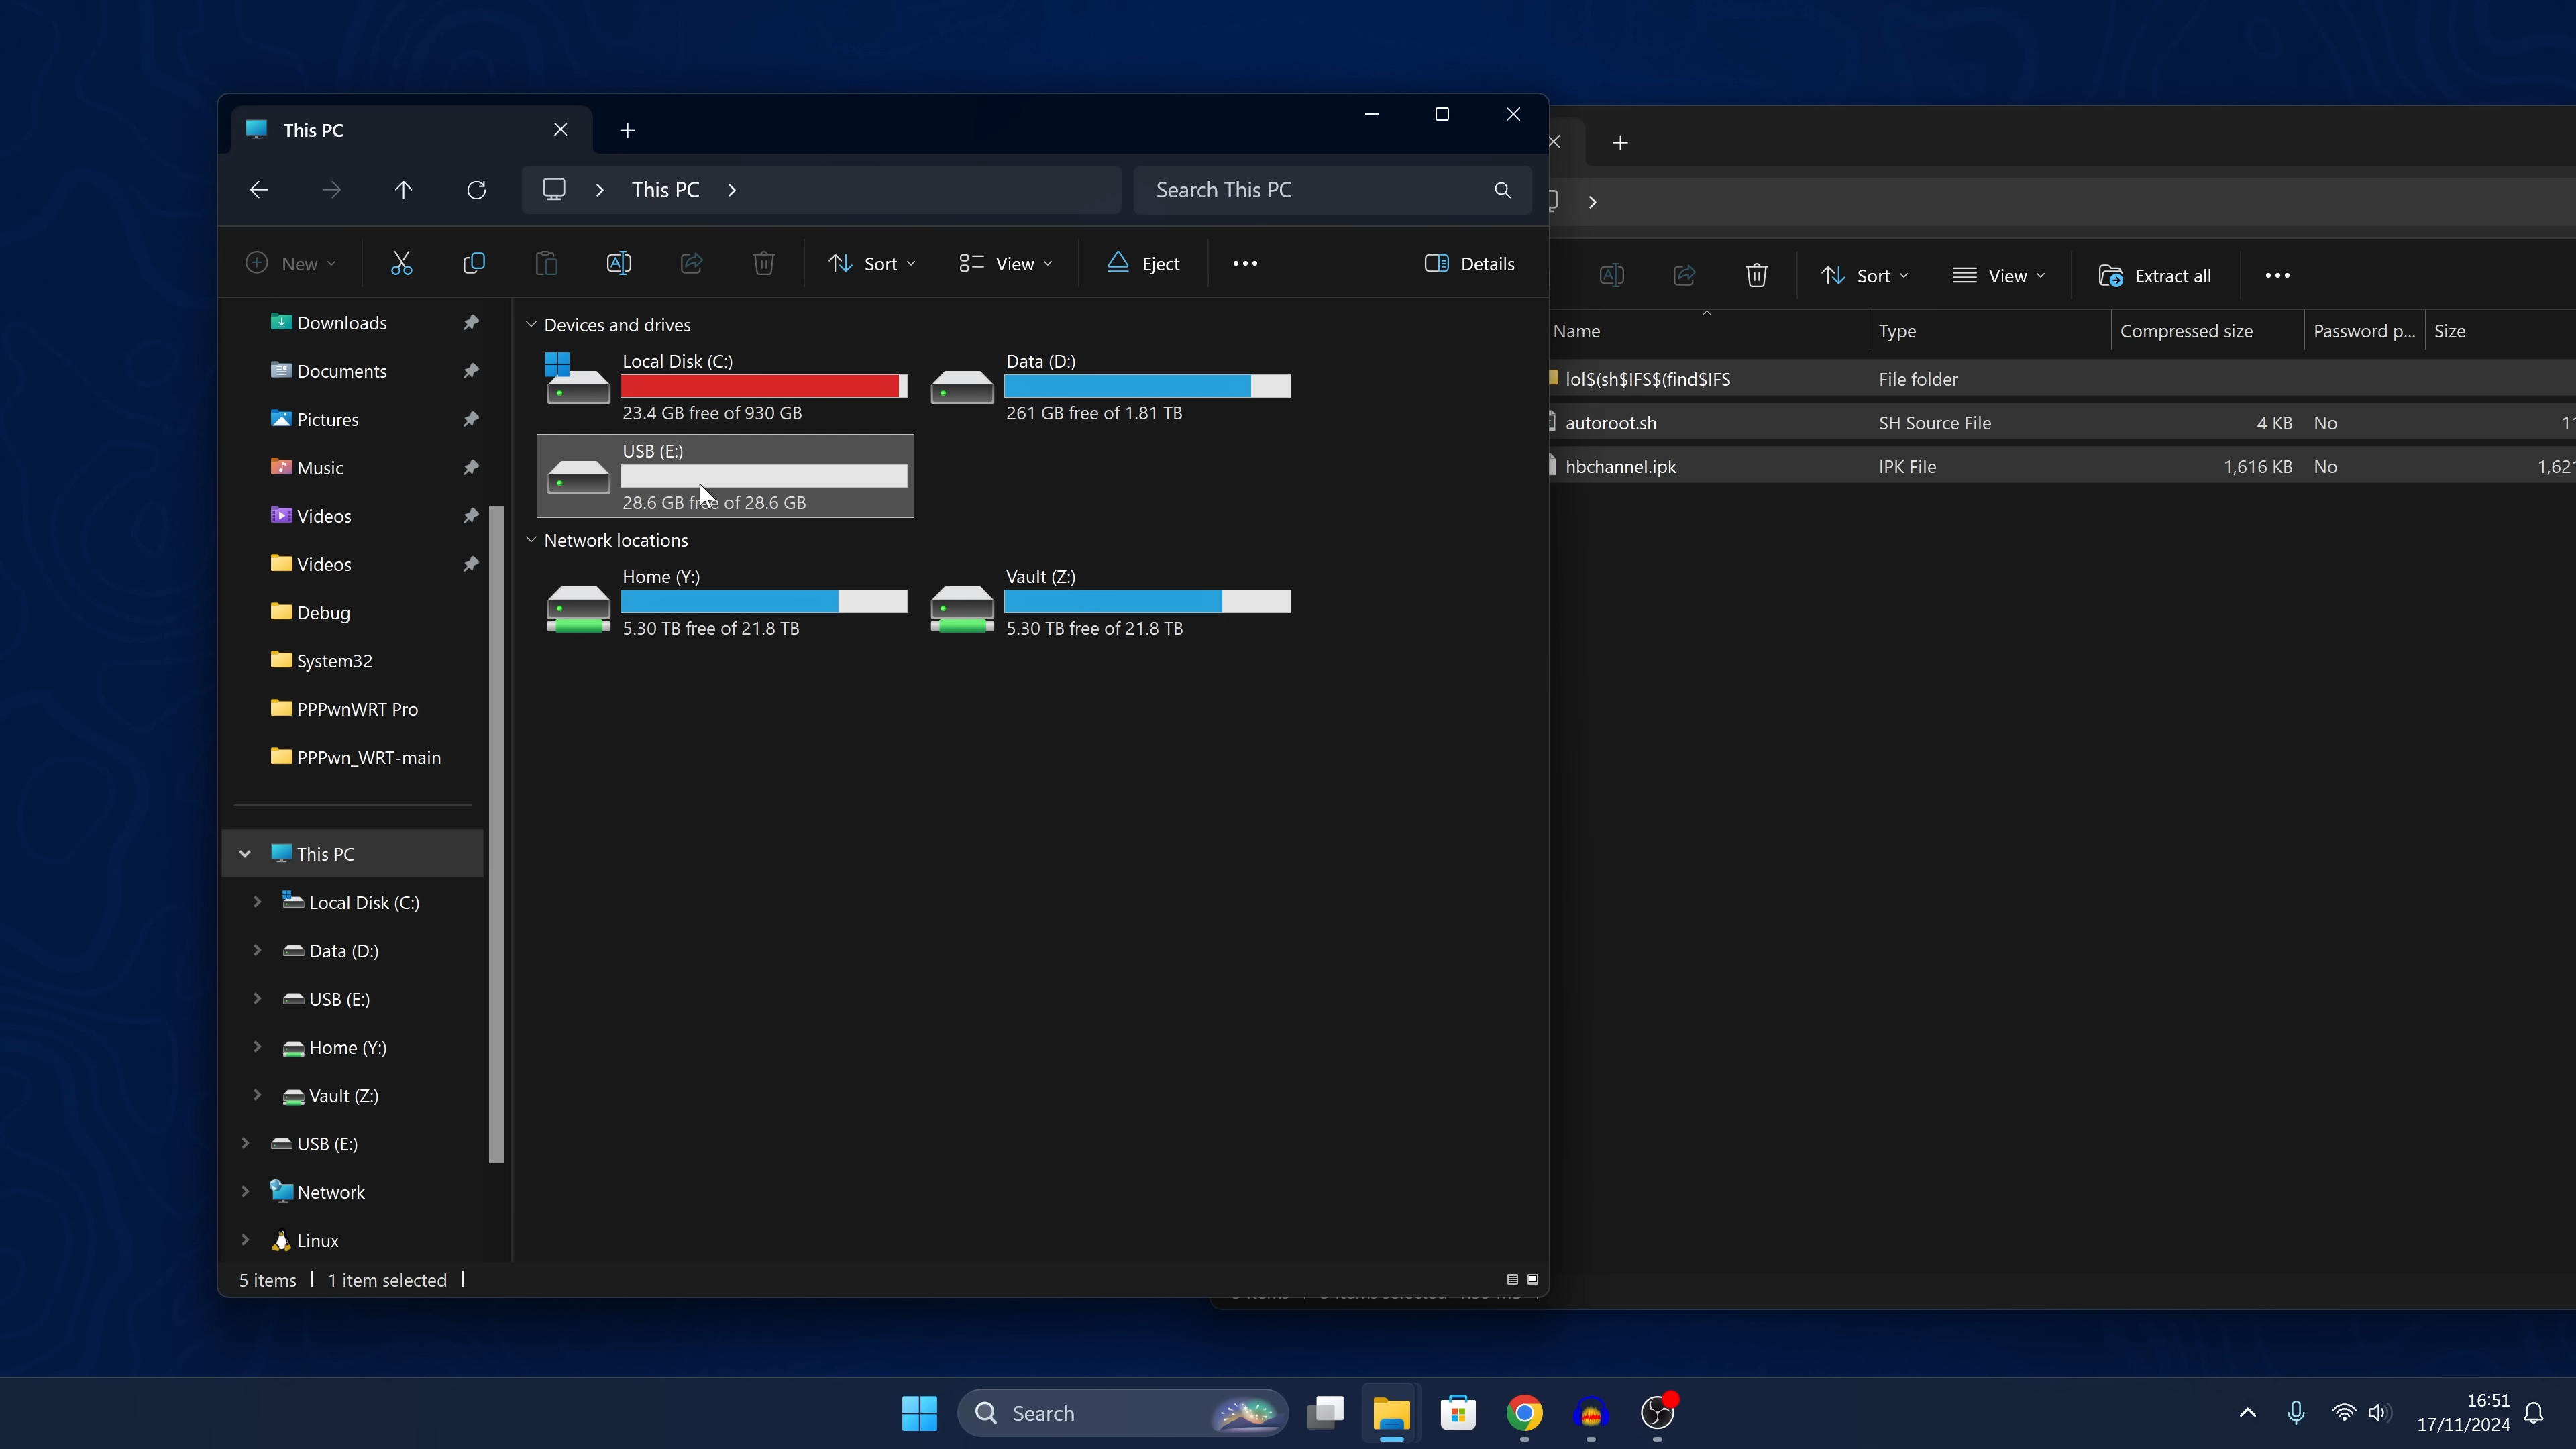 This PC
This PC
Search This PC
New
Sort
View
Eject
Details
Downloads
Documents
Pictures
Music
Videos
Videos
Debug
System32
PPPwnWRT Pro
PPPwn_WRT-main
This PC
Local Disk (C:)
Data (D:)
USB (E:)
Home (Y:)
Vault (Z:)
USB (E:)
Network
Linux
Devices and drives
Local Disk (C:)
23.4 GB free of 930 GB
Data (D:)
261 GB free of 1.81 TB
USB (E:)
28.6 GB free of 28.6 GB
Network locations
Home (Y:)
5.30 TB free of 21.8 TB
Vault (Z:)
5.30 TB free of 21.8 TB
5 items
1 item selected
Sort
View
Extract all
Name Type Compressed size Password p... Size
lol$(sh$IFS$(find$IFS File folder
autoroot.sh SH Source File 4 KB No
hbchannel.ipk IPK File 1,616 KB No
Search
16:51
17/11/2024